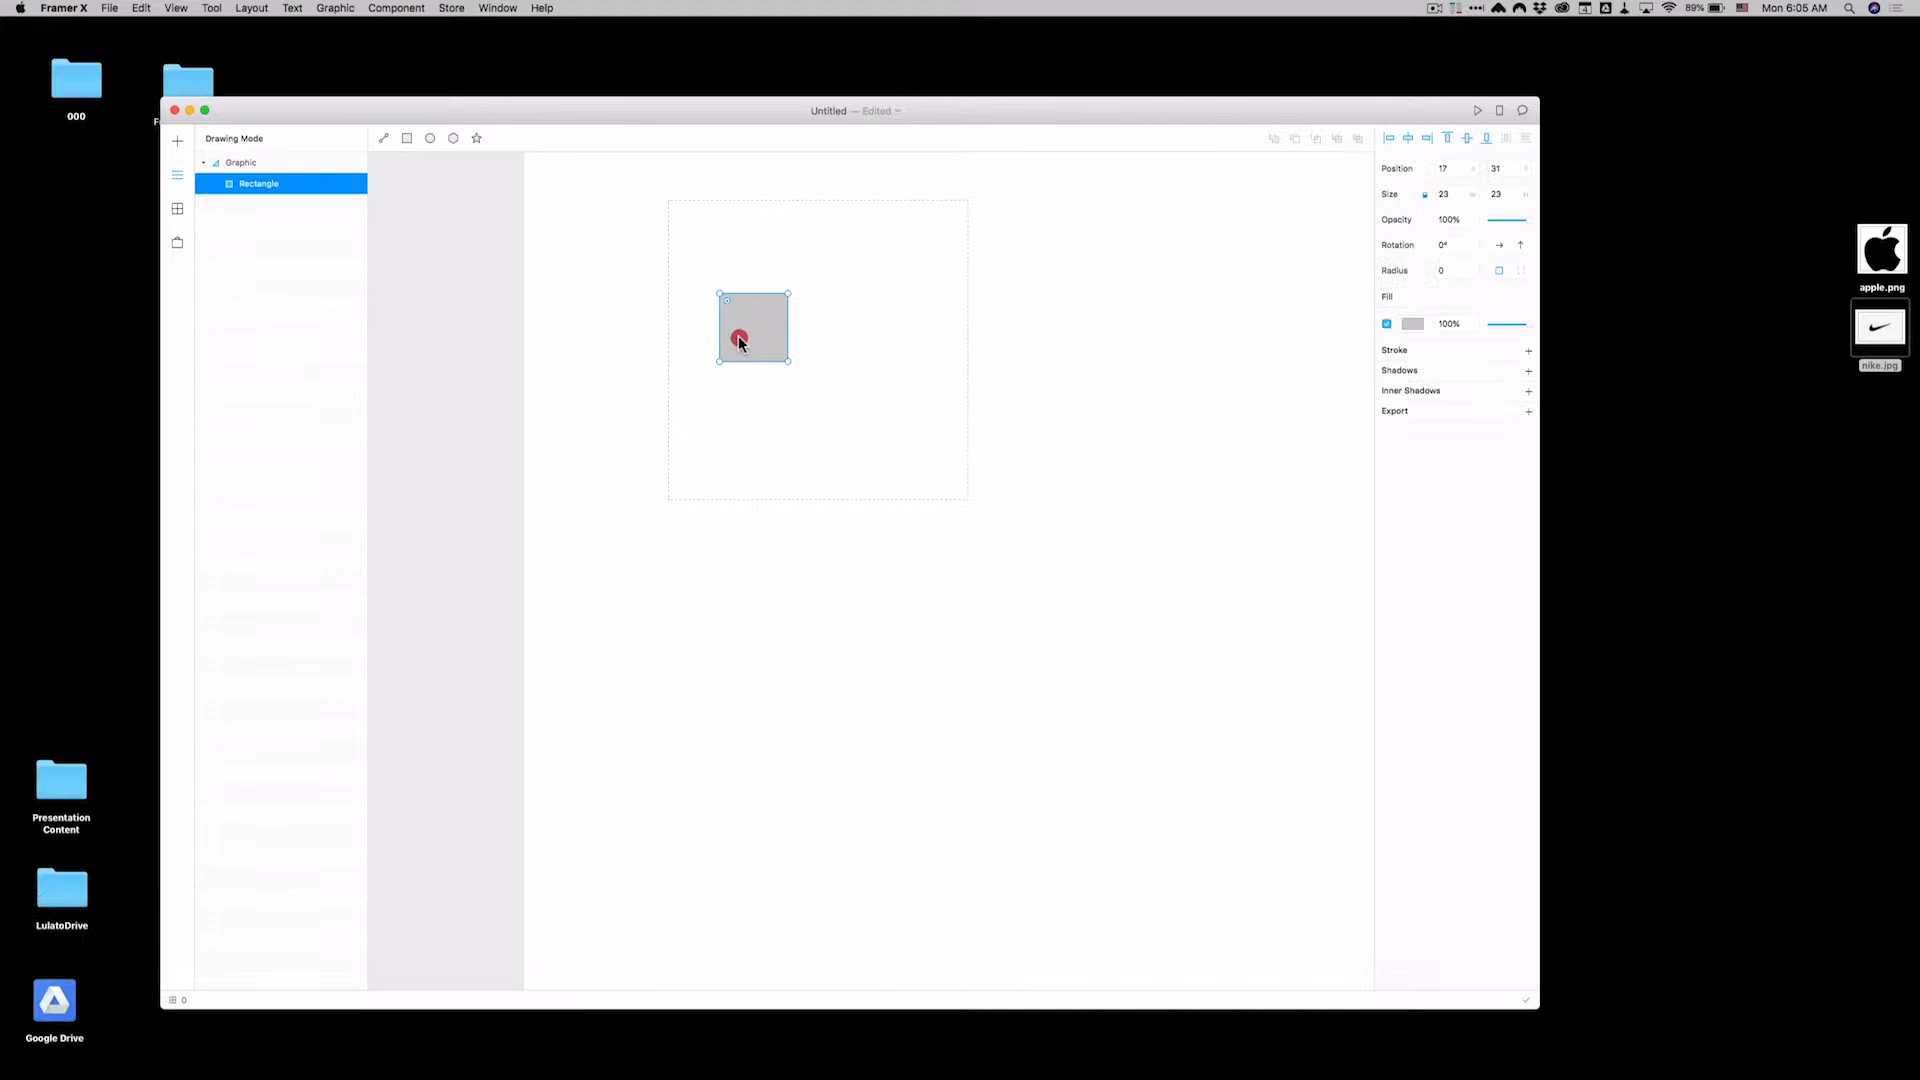 Framer X File Edit View Tool Layout Text Graphic Component Store Window Help
89% Mon 6:05 AM
000
F
Untitled — Edited
Drawing Mode
Graphic
Rectangle
Position 17 31
Size 23 23
Opacity 100%
Rotation 0°
Radius 0
Fill
100%
Stroke
Shadows
Inner Shadows
Export
apple.png
nike.jpg
Presentation
Content
LulatoDrive
Google Drive
0